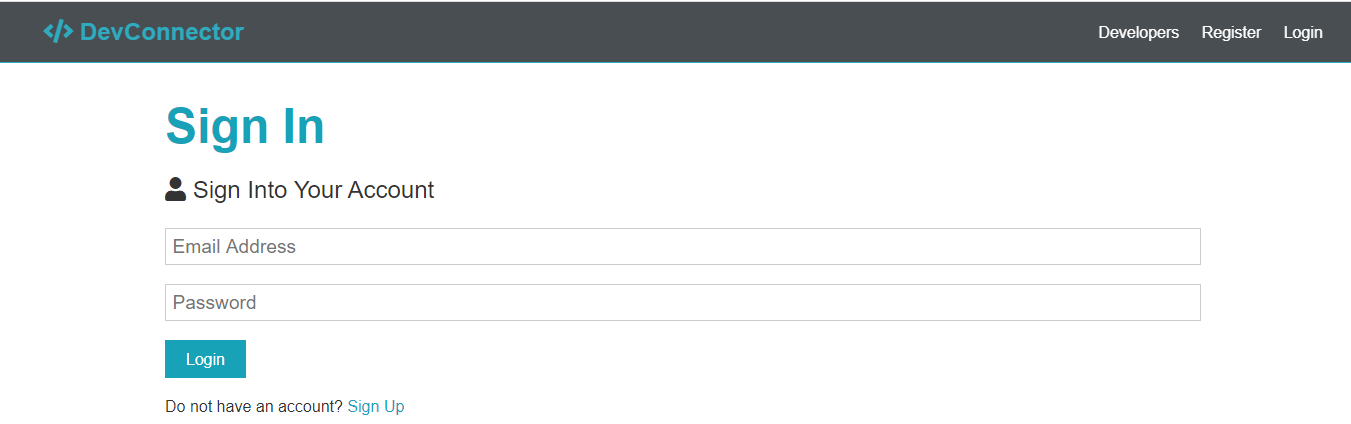 </> DevConnector
Developers Register Login
Sign In
Sign Into Your Account
Email Address
Password
Login
Do not have an account? Sign Up